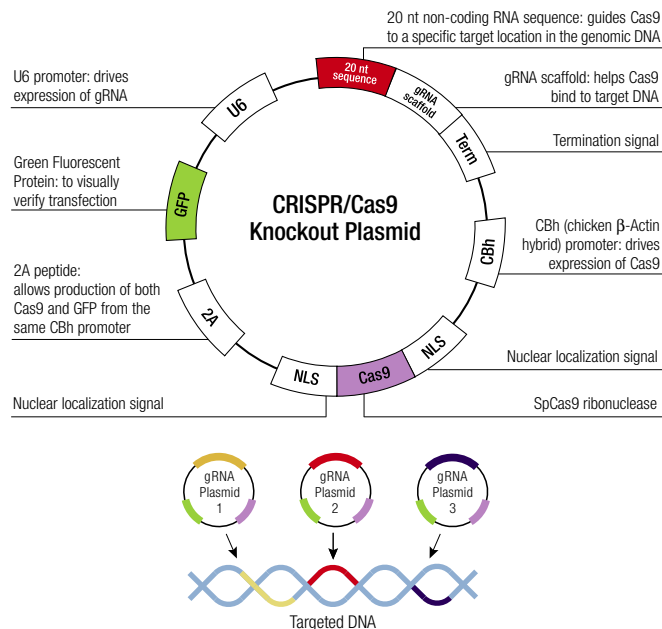 20 nt non-coding RNA sequence: guides Cas9
to a specific target location in the genomic DNA
U6 promoter: drives
expression of gRNA
20 nt
sequence
gRNA
scaffold
gRNA scaffold: helps Cas9
bind to target DNA
U6
Term
Termination signal
Green Fluorescent
Protein: to visually
verify transfection
GFP
CRISPR/Cas9
Knockout Plasmid
CBh
CBh (chicken β-Actin
hybrid) promoter: drives
expression of Cas9
2A peptide:
allows production of both
Cas9 and GFP from the
same CBh promoter
2A
NLS
Cas9
NLS
Nuclear localization signal
Nuclear localization signal
SpCas9 ribonuclease
gRNA
Plasmid
1
gRNA
Plasmid
2
gRNA
Plasmid
3
Targeted DNA